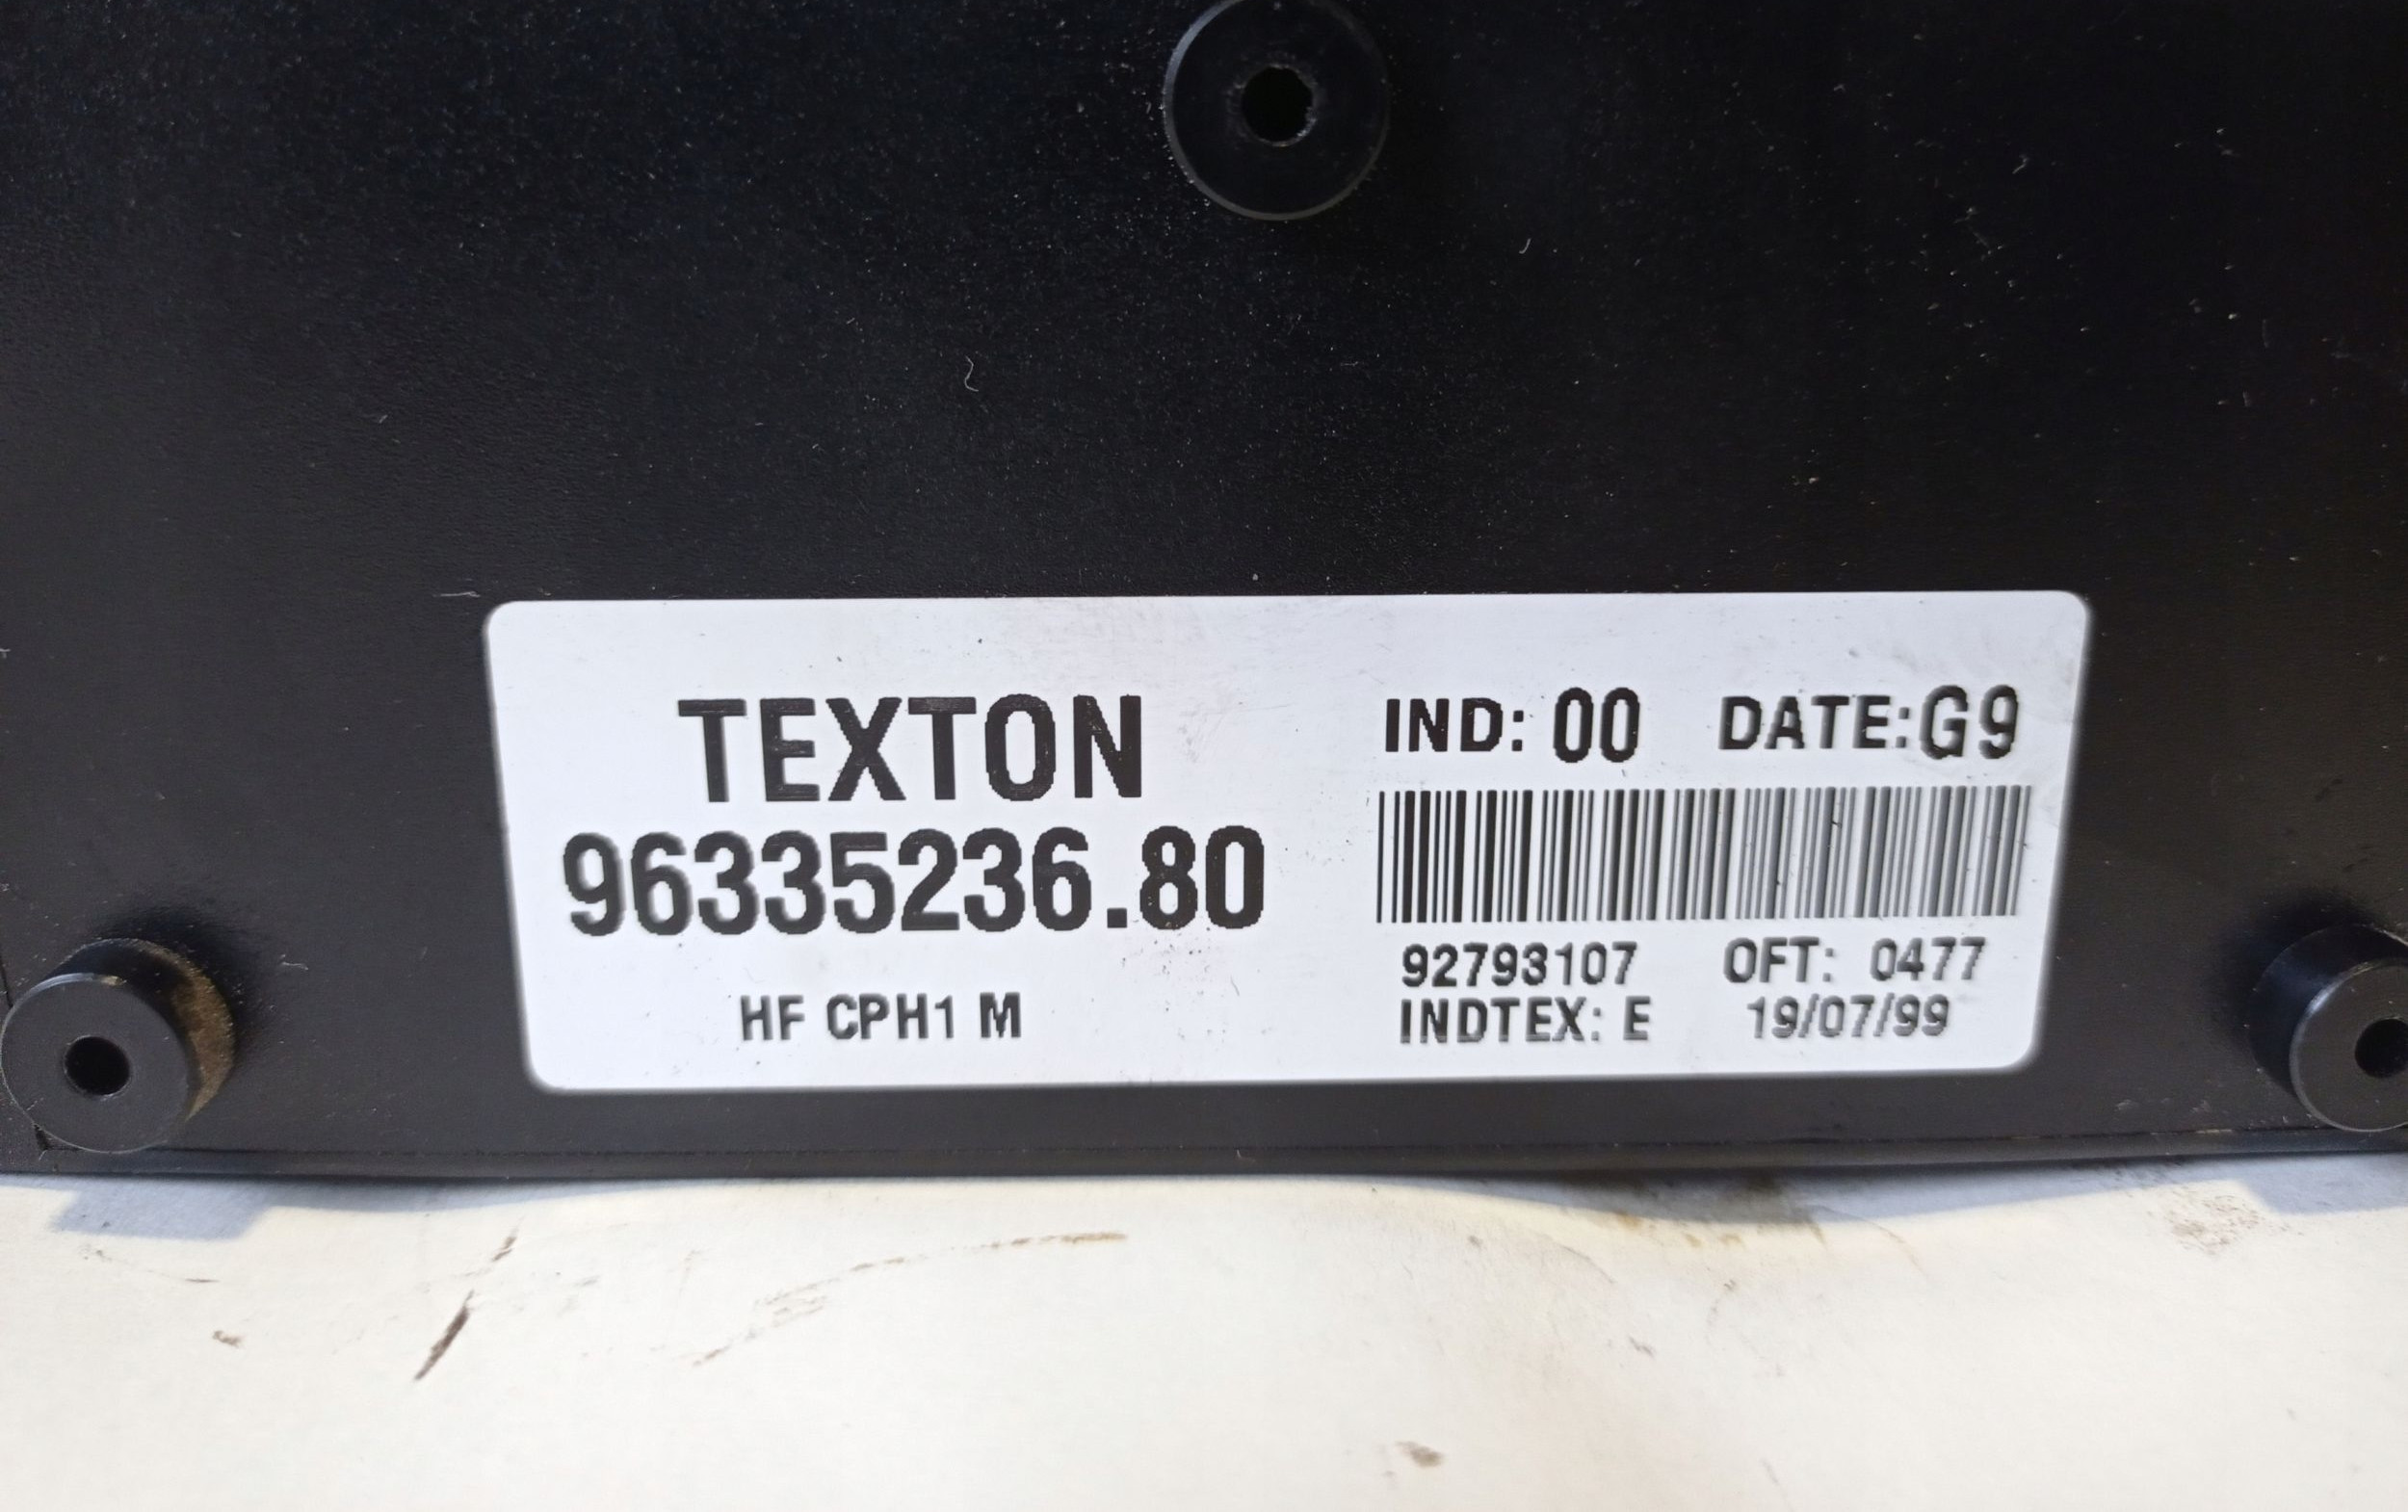 TEXTON
96335236.80
HF CPH1 M
IND: 00 DATE:G9
92793107 OFT: 0477
INDTEX: E 19/07/99